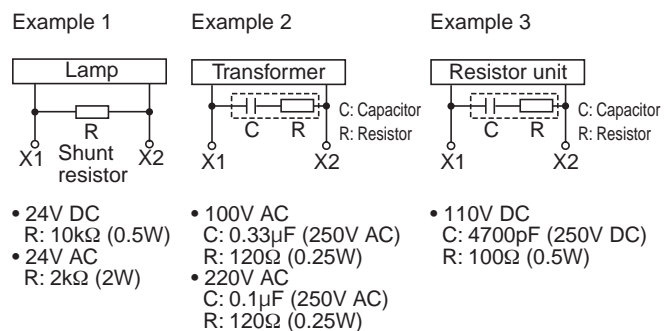 Example 1
Lamp
R
X1
Shunt
resistor
X2
• 24V DC
R: 10kΩ (0.5W)
• 24V AC
R: 2kΩ (2W)
Example 2
Transformer
C: Capacitor
R: Resistor
C
R
X1
X2
• 100V AC
C: 0.33µF (250V AC)
R: 120Ω (0.25W)
• 220V AC
C: 0.1µF (250V AC)
R: 120Ω (0.25W)
Example 3
Resistor unit
C: Capacitor
R: Resistor
C
R
X1
X2
• 110V DC
C: 4700pF (250V DC)
R: 100Ω (0.5W)